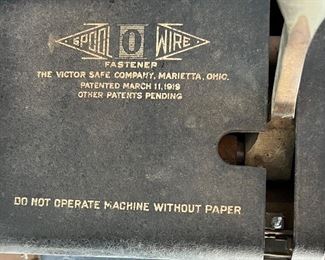 SPOOL O WIRE
FASTENER
THE VICTOR SAFE COMPANY, MARIETTA, OHIO.
PATENTED MARCH 11, 1919
OTHER PATENTS PENDING
DO NOT OPERATE MACHINE WITHOUT PAPER